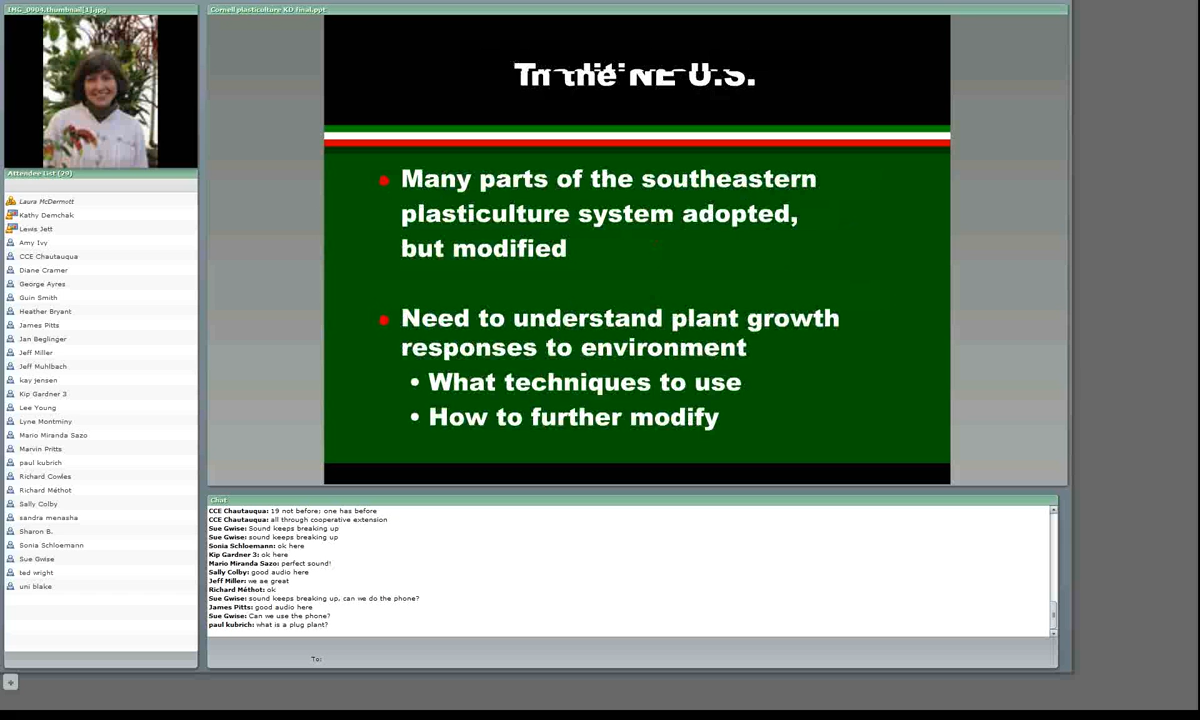 IMG_0904.thumbnail[1].jpg
Cornell plasticulture KD final.ppt
NE U.S.
Many parts of the southeastern
plasticulture system adopted,
but modified
Need to understand plant growth
responses to environment
• What techniques to use
• How to further modify
Attendee List (29)
Laura McDermott
Kathy Demchak
Lewis Jett
Amy Ivy
CCE Chautauqua
Diane Cramer
George Ayres
Guin Smith
Heather Bryant
James Pitts
Jan Beglinger
Jeff Miller
Jeff Muhlbach
kay jensen
Kip Gardner 3
Lee Young
Lyne Montminy
Mario Miranda Sazo
Marvin Pritts
paul kubrich
Richard Cowles
Richard Méthot
Sally Colby
sandra menasha
Sharon B.
Sonia Schloemann
Sue Gwise
ted wright
uni blake
Chat
CCE Chautauqua: 19 not before; one has before
CCE Chautauqua: all through cooperative extension
Sue Gwise: Sound keeps breaking up
Sue Gwise: sound keeps breaking up
Sonia Schloemann: ok here
Kip Gardner 3: ok here
Mario Miranda Sazo: perfect sound!
Sally Colby: good audio here
Jeff Miller: we ae great
Richard Méthot: ok
Sue Gwise: sound keeps breaking up, can we do the phone?
James Pitts: good audio here
Sue Gwise: Can we use the phone?
paul kubrich: what is a plug plant?
To: